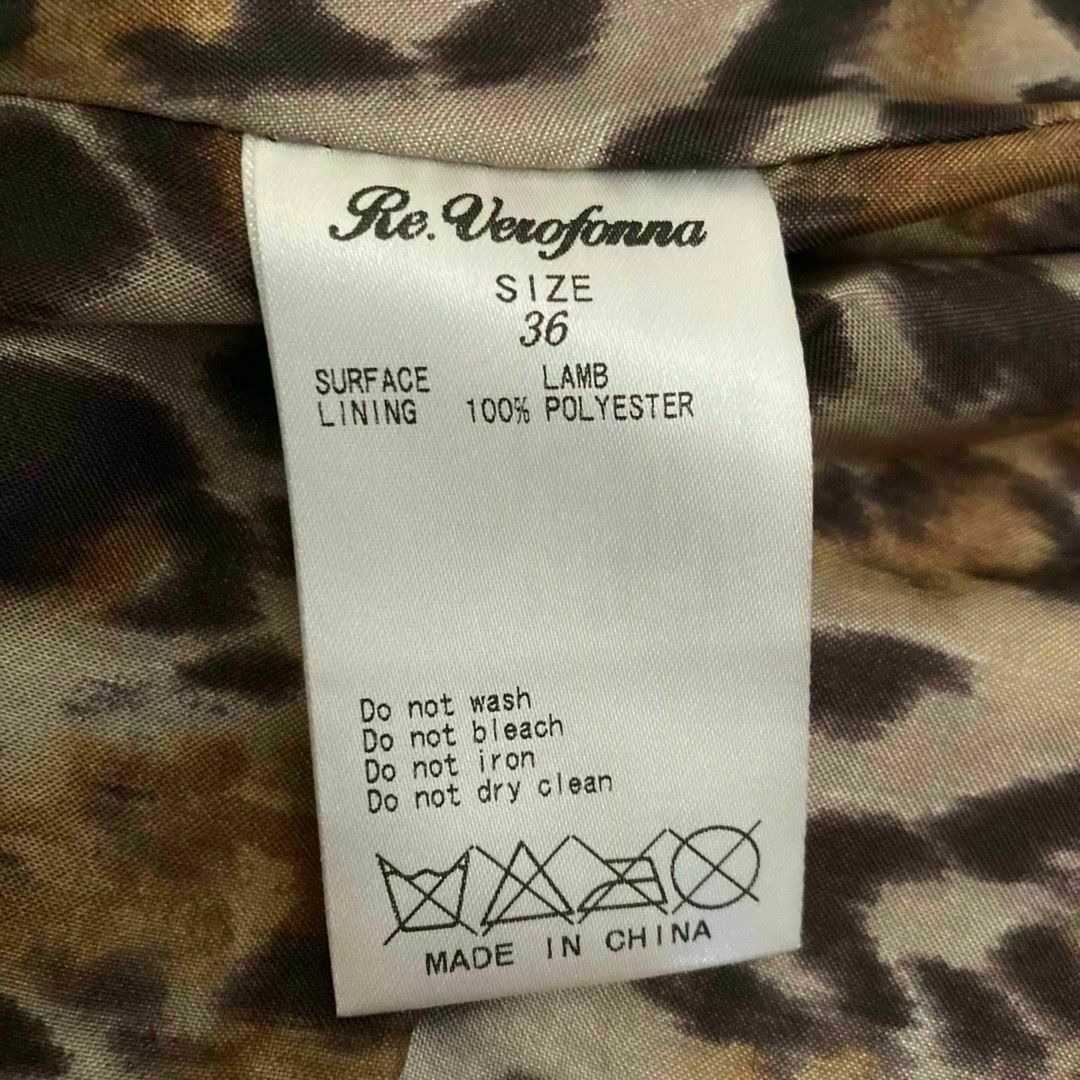 Re.Verofonna
SIZE
36
SURFACE LAMB
LINING 100% POLYESTER
Do not wash
Do not bleach
Do not iron
Do not dry clean
MADE IN CHINA